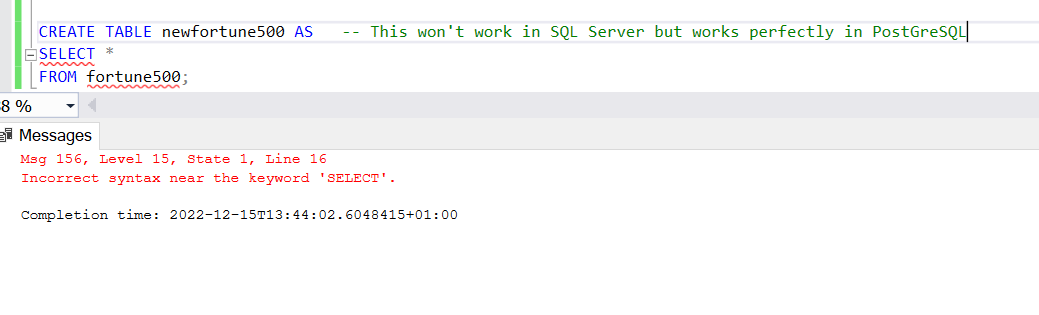 CREATE TABLE newfortune500 AS   -- This won't work in SQL Server but works perfectly in PostGreSQL
SELECT *
FROM fortune500;
8 %
Messages
Msg 156, Level 15, State 1, Line 16
Incorrect syntax near the keyword 'SELECT'.
Completion time: 2022-12-15T13:44:02.6048415+01:00